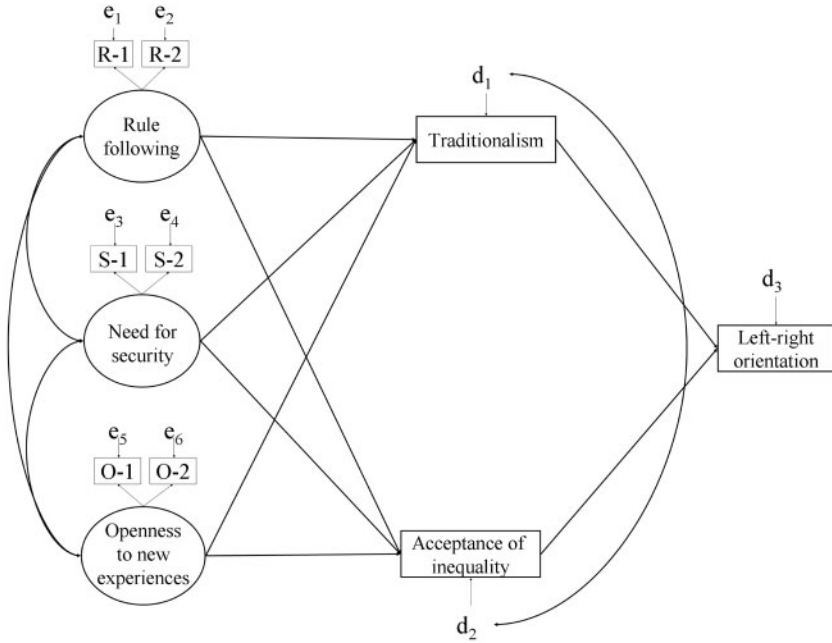 e₁ e₂
R-1 R-2
Rule
following
e₃ e₄
S-1 S-2
Need for
security
e₅ e₆
O-1 O-2
Openness
to new
experiences
d₁
Traditionalism
Acceptance of
inequality
d₂
d₃
Left-right
orientation